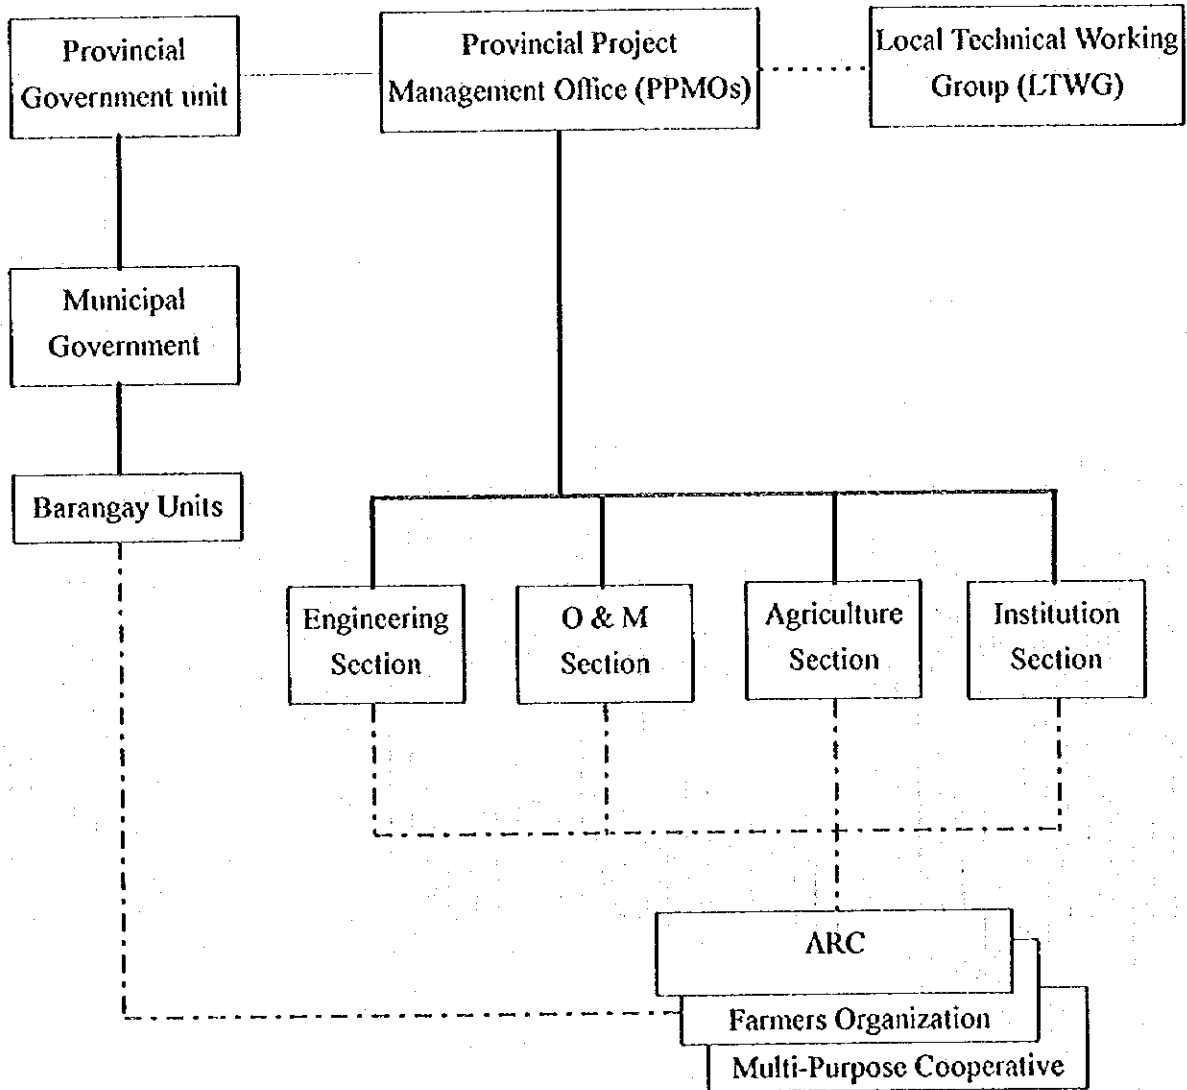 Provincial
Government unit
Provincial Project
Management Office (PPMOs)
Local Technical Working
Group (LTWG)
Municipal
Government
Barangay Units
Engineering
Section
O & M
Section
Agriculture
Section
Institution
Section
ARC
Farmers Organization
Multi-Purpose Cooperative